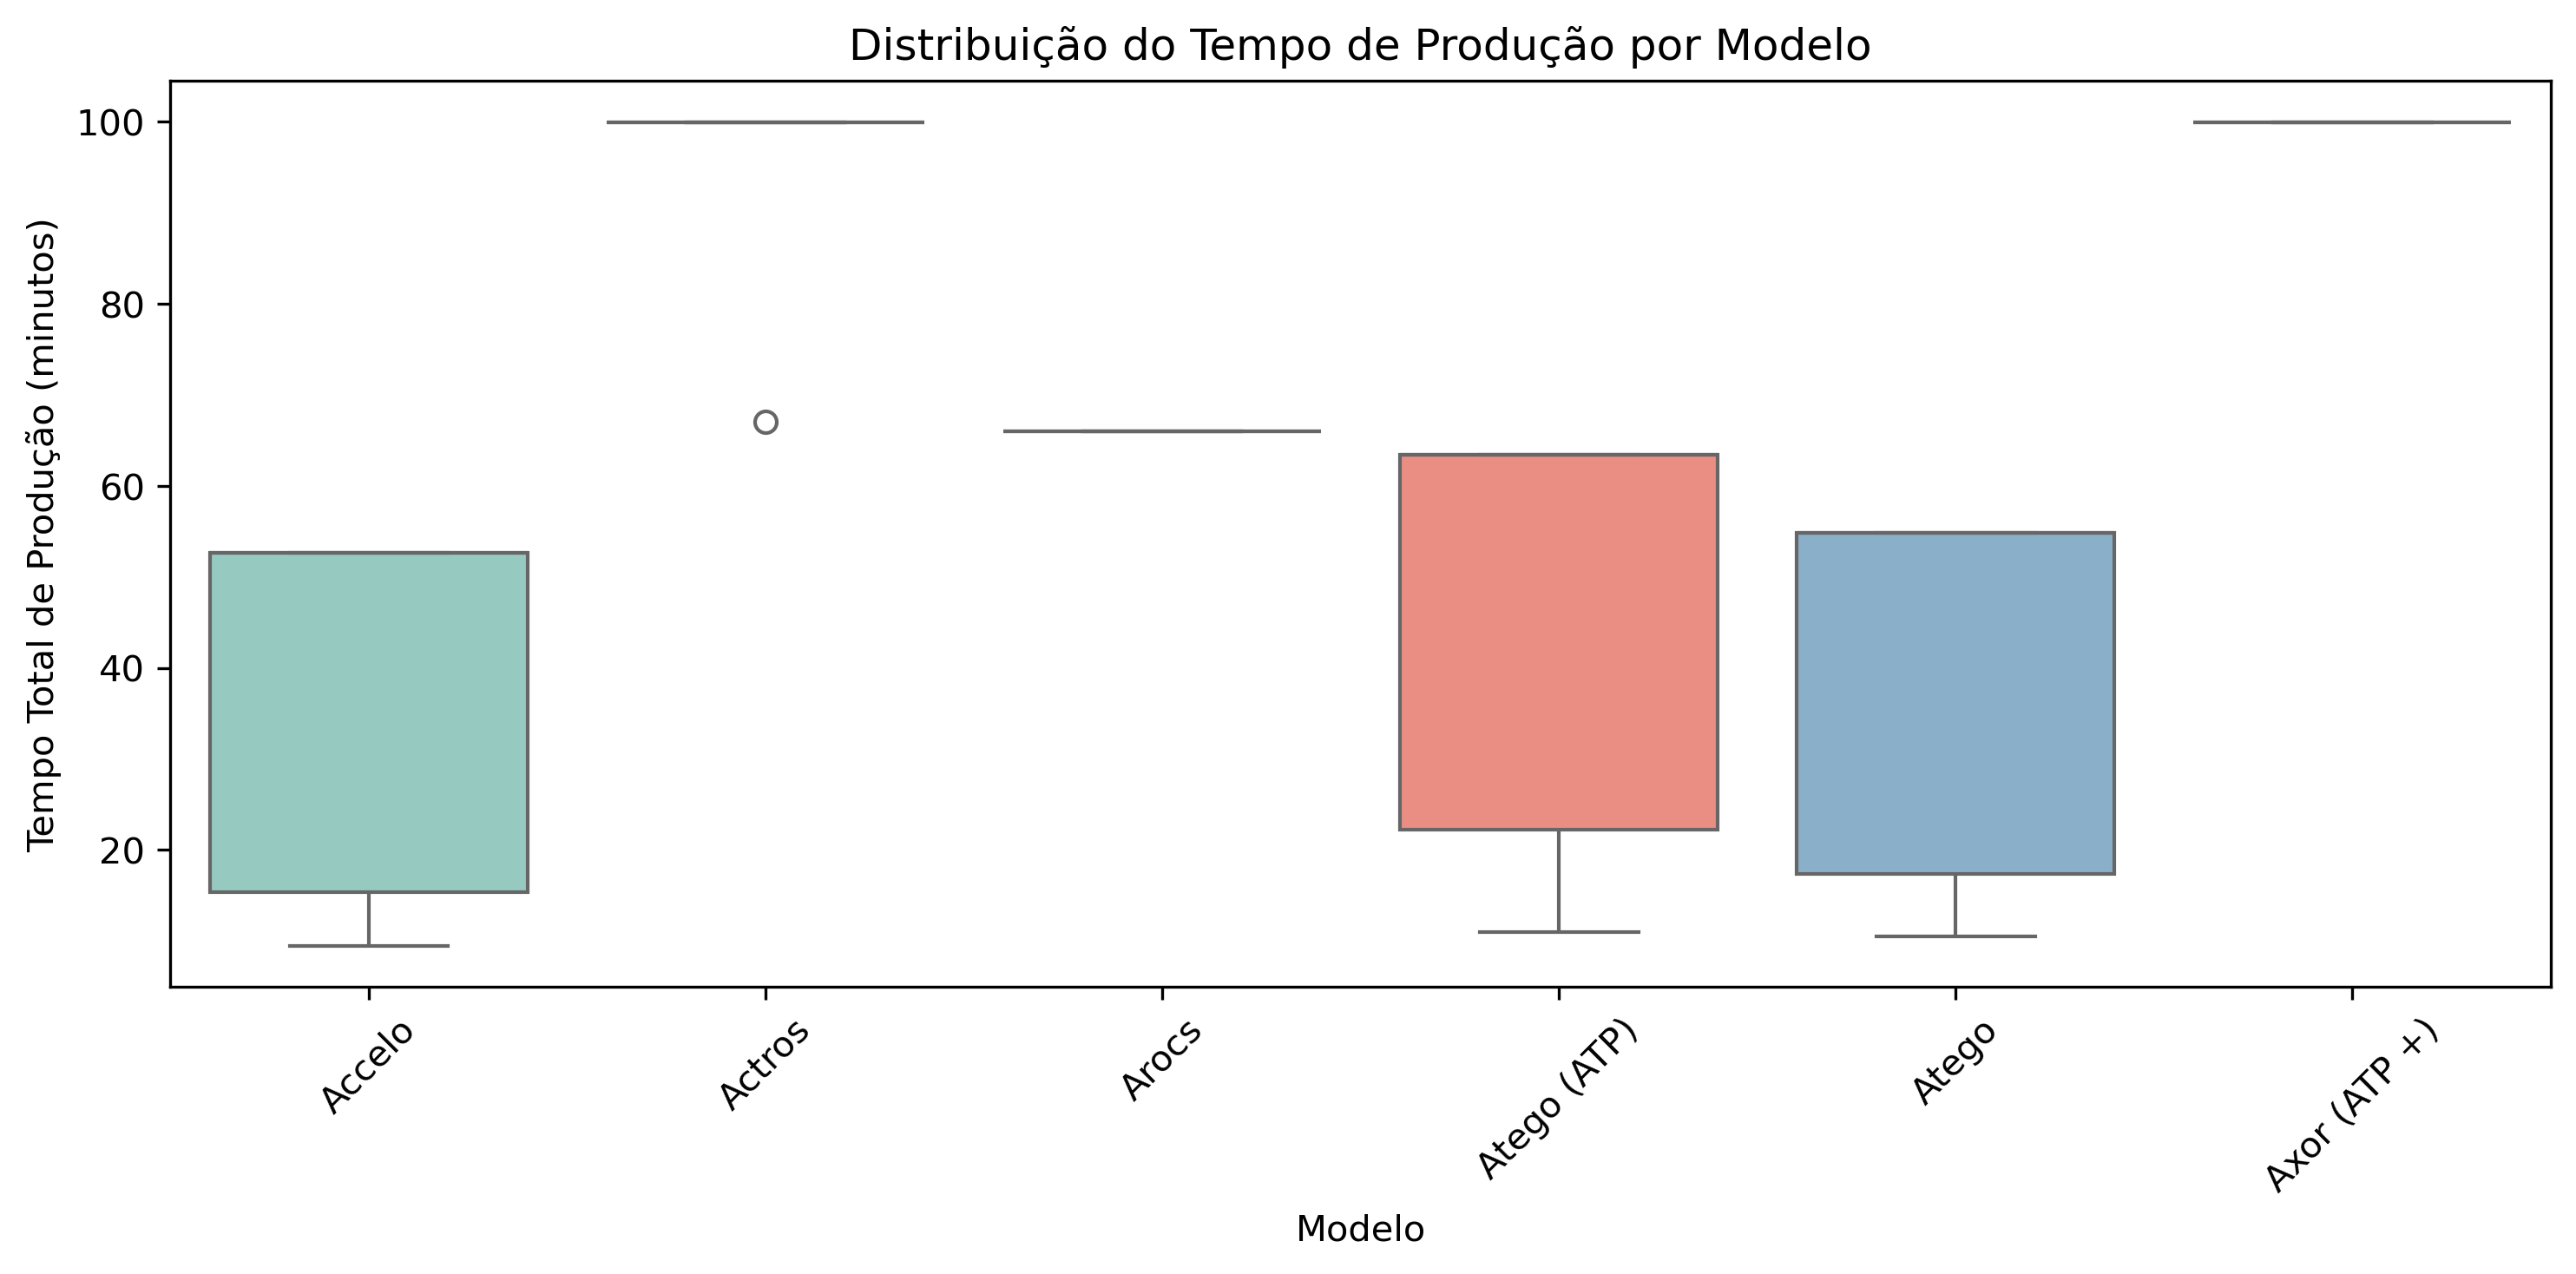 Distribuição do Tempo de Produção por Modelo
Tempo Total de Produção (minutos)
100
80
60
40
20
Accelo
Actros
Arocs
Atego (ATP)
Atego
Axor (ATP +)
Modelo